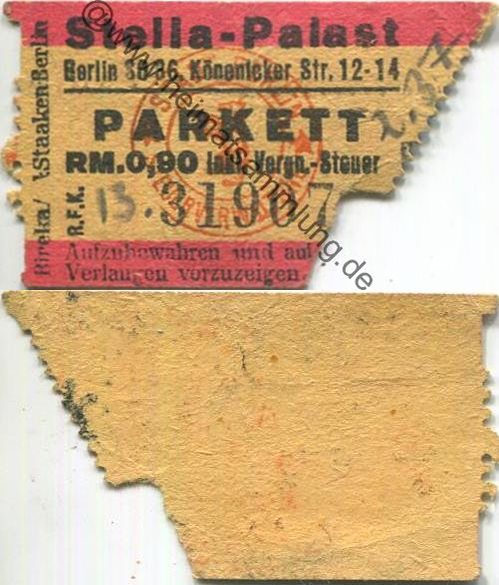 Stella-Palast
Berlin SO 36, Köpenicker Str. 12-14
PARKETT
RM.0,90 inkl. Vergn.-Steuer
13. 31907
Aufzubewahren und auf
Verlangen vorzuzeigen.
R.F.K.
Staaken/Berlin
@www.heimatsammlung.de